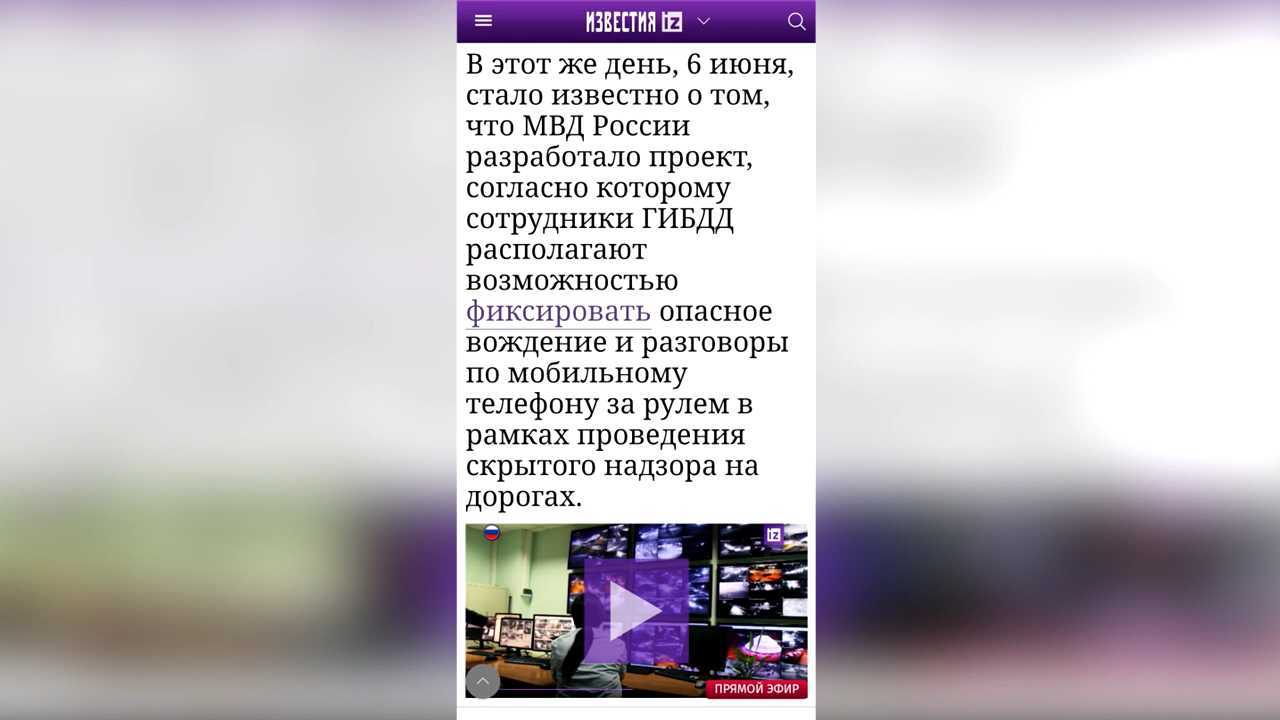 ИЗВЕСТИЯ iz
В этот же день, 6 июня,
стало известно о том,
что МВД России
разработало проект,
согласно которому
сотрудники ГИБДД
располагают
возможностью
фиксировать опасное
вождение и разговоры
по мобильному
телефону за рулем в
рамках проведения
скрытого надзора на
дорогах.
iz
ПРЯМОЙ ЭФИР